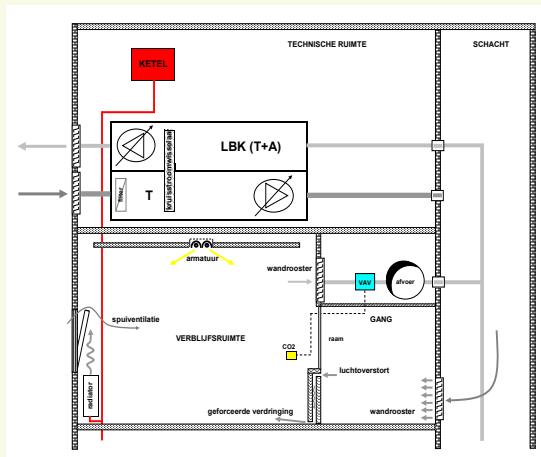 TECHNISCHE RUIMTE
SCHACHT
KETEL
kruisstroomwisselaar
LBK (T+A)
filter
T
armatuur
wandrooster
VAV
afvoer
spuiventilatie
GANG
VERBLIJFSRUIMTE
raam
CO2
luchtoverstort
radiator
geforceerde verdringing
wandrooster